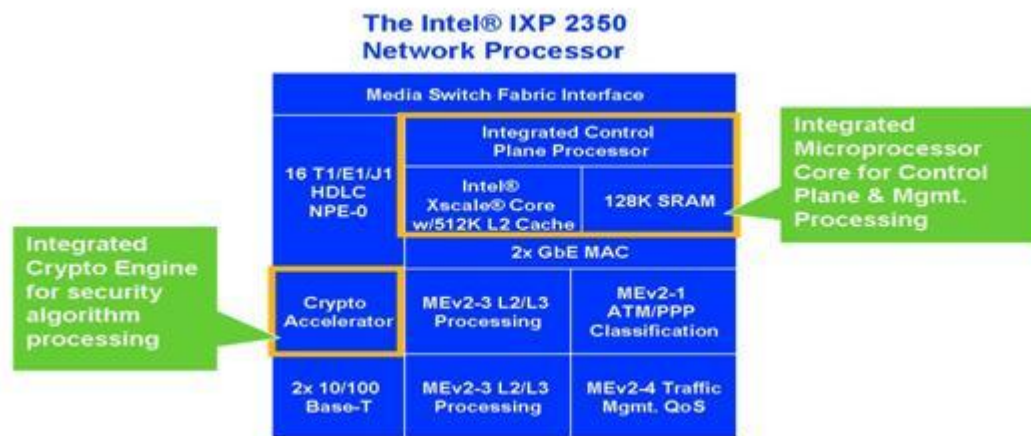 The Intel® IXP 2350
Network Processor
Media Switch Fabric Interface
16 T1/E1/J1
HDLC
NPE-0
Integrated Control
Plane Processor
Intel®
Xscale® Core
w/512K L2 Cache
128K SRAM
2x GbE MAC
Integrated
Microprocessor
Core for Control
Plane & Mgmt.
Processing
Integrated
Crypto Engine
for security
algorithm
processing
Crypto
Accelerator
MEv2-3 L2/L3
Processing
MEv2-1
ATM/PPP
Classification
2x 10/100
Base-T
MEv2-3 L2/L3
Processing
MEv2-4 Traffic
Mgmt. QoS